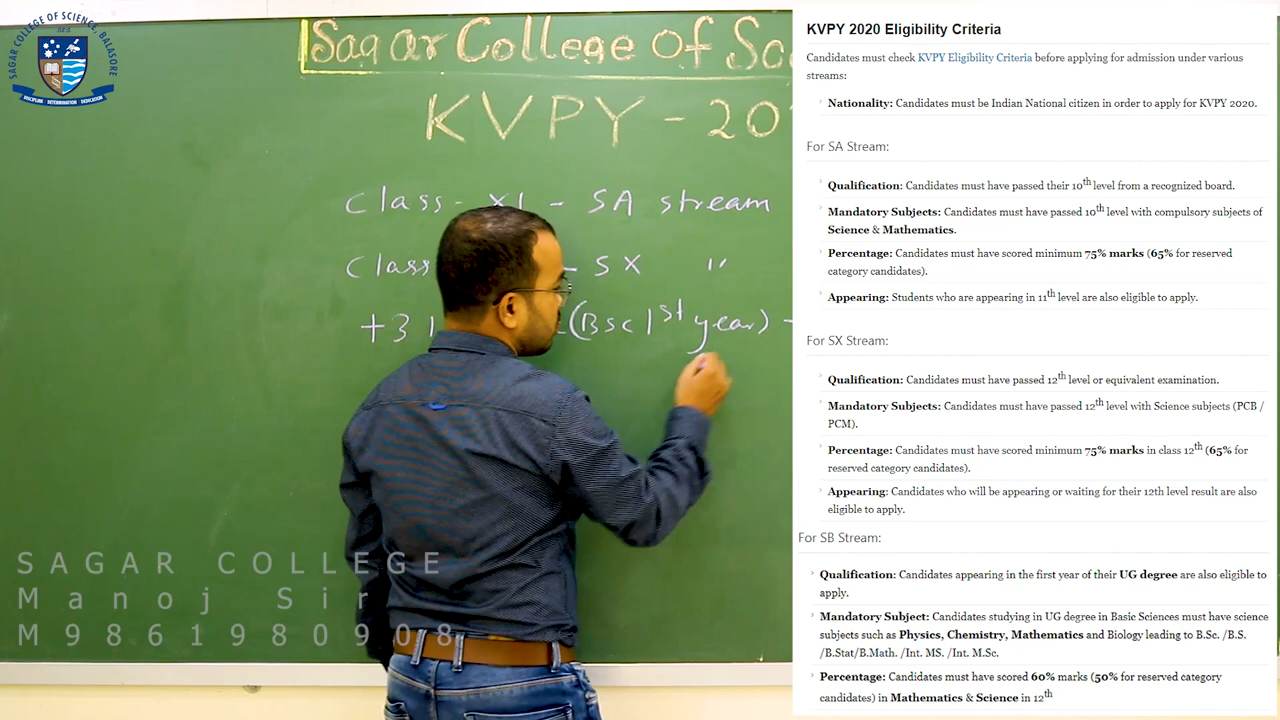 SAGAR COLLEGE OF SCIENCE, BALASORE
DISCIPLINE DETERMINATION DEDICATION
Sagar College Of Sc
KVPY - 20
Class - XI - SA stream
Class - SX "
+3 1 (Bsc 1st year) -
SAGAR COLLEGE
Manoj Sir
M9861980908
KVPY 2020 Eligibility Criteria
Candidates must check KVPY Eligibility Criteria before applying for admission under various
streams:
Nationality: Candidates must be Indian National citizen in order to apply for KVPY 2020.
For SA Stream:
Qualification: Candidates must have passed their 10th level from a recognized board.
Mandatory Subjects: Candidates must have passed 10th level with compulsory subjects of
Science & Mathematics.
Percentage: Candidates must have scored minimum 75% marks (65% for reserved
category candidates).
Appearing: Students who are appearing in 11th level are also eligible to apply.
For SX Stream:
Qualification: Candidates must have passed 12th level or equivalent examination.
Mandatory Subjects: Candidates must have passed 12th level with Science subjects (PCB /
PCM).
Percentage: Candidates must have scored minimum 75% marks in class 12th (65% for
reserved category candidates).
Appearing: Candidates who will be appearing or waiting for their 12th level result are also
eligible to apply.
For SB Stream:
Qualification: Candidates appearing in the first year of their UG degree are also eligible to
apply.
Mandatory Subject: Candidates studying in UG degree in Basic Sciences must have science
subjects such as Physics, Chemistry, Mathematics and Biology leading to B.Sc. /B.S.
/B.Stat/B.Math. /Int. MS. /Int. M.Sc.
Percentage: Candidates must have scored 60% marks (50% for reserved category
candidates) in Mathematics & Science in 12th